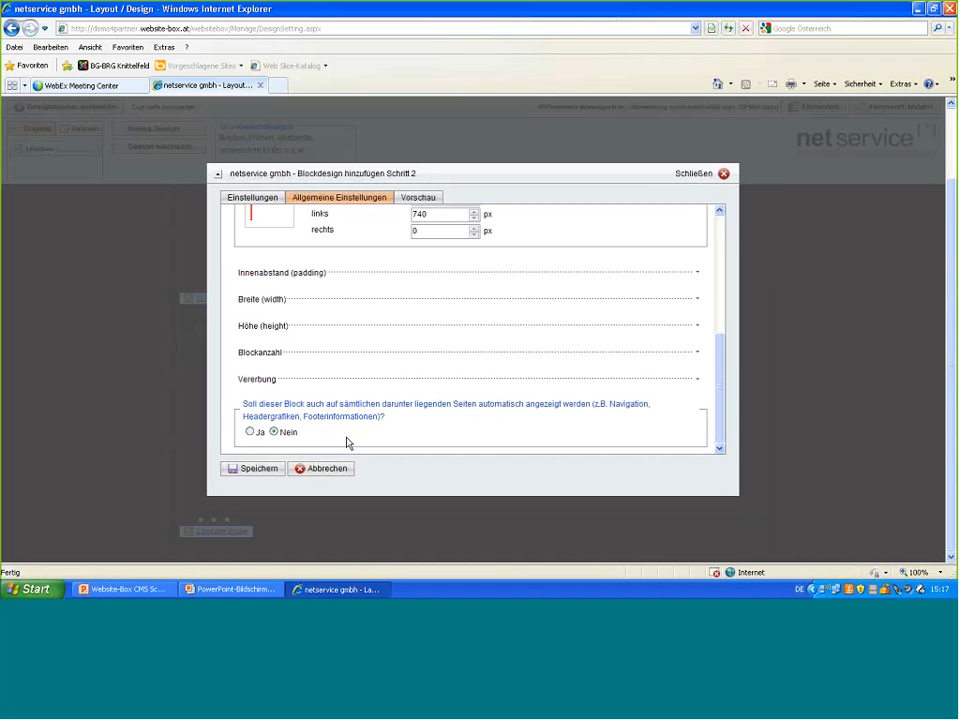 netservice gmbh - Layout / Design - Windows Internet Explorer
http://demo4partner.website-box.at/websitebox/Manage/DesignSetting.aspx
Google Österreich
Datei Bearbeiten Ansicht Favoriten Extras ?
Favoriten BG-BRG Knittelfeld Vorgeschlagene Sites Web Slice-Katalog
WebEx Meeting Center netservice gmbh - Layout... Seite Sicherheit Extras
netservice
netservice gmbh - Blockdesign hinzufügen Schritt 2 Schließen
Einstellungen Allgemeine Einstellungen Vorschau
links 740 px
rechts 0 px
Innenabstand (padding)
Breite (width)
Höhe (height)
Blockanzahl
Vererbung
Soll dieser Block auch auf sämtlichen darunter liegenden Seiten automatisch angezeigt werden (z.B. Navigation,
Headergrafiken, Footerinformationen)?
Ja Nein
Speichern Abbrechen
Fertig Internet 100%
Start Website-Box CMS Sc... PowerPoint-Bildschirm... netservice gmbh - La... DE 15:17